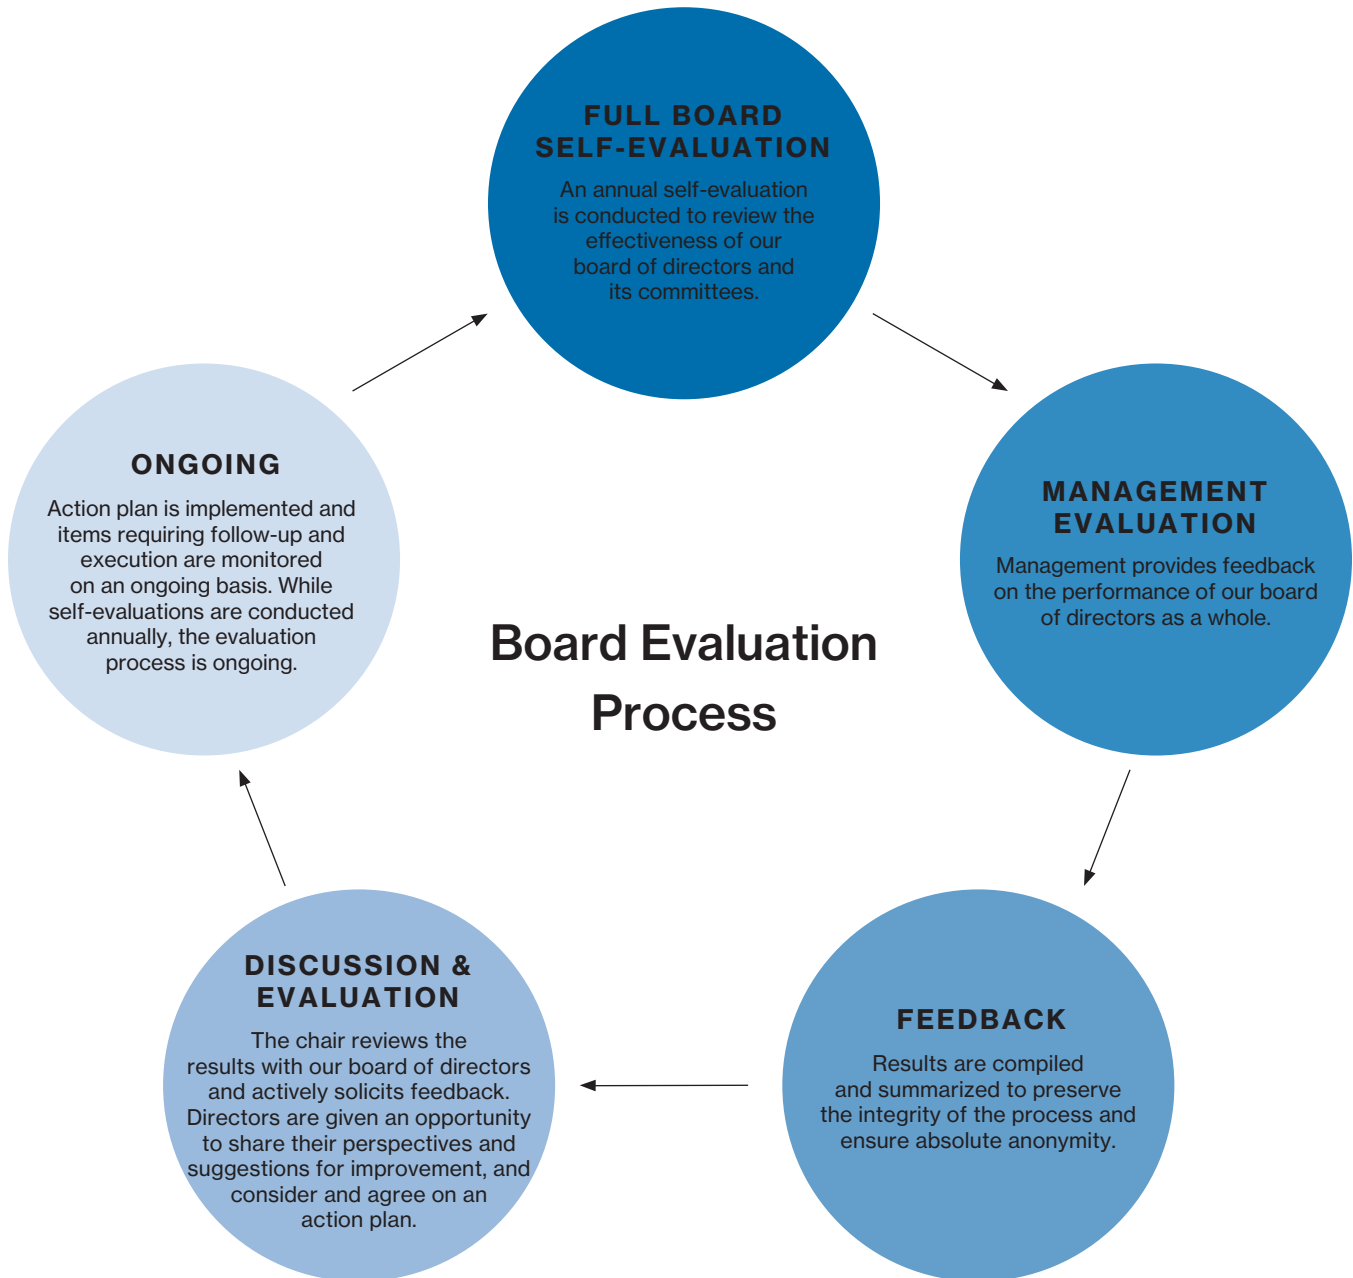 FULL BOARD
SELF-EVALUATION
An annual self-evaluation
is conducted to review the
effectiveness of our
board of directors and
its committees.
MANAGEMENT
EVALUATION
Management provides feedback
on the performance of our board
of directors as a whole.
FEEDBACK
Results are compiled
and summarized to preserve
the integrity of the process and
ensure absolute anonymity.
DISCUSSION &
EVALUATION
The chair reviews the
results with our board of directors
and actively solicits feedback.
Directors are given an opportunity
to share their perspectives and
suggestions for improvement, and
consider and agree on an
action plan.
ONGOING
Action plan is implemented and
items requiring follow-up and
execution are monitored
on an ongoing basis. While
self-evaluations are conducted
annually, the evaluation
process is ongoing.
Board Evaluation
Process